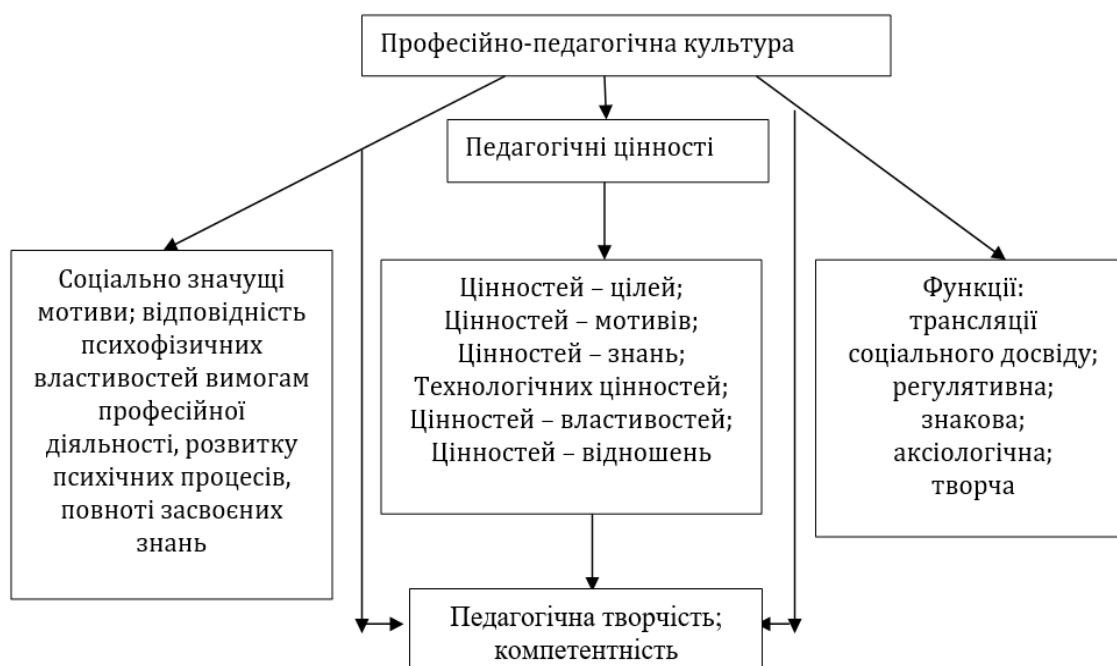 Професійно-педагогічна культура
Педагогічні цінності
Соціально значущі
мотиви; відповідність
психофізичних
властивостей вимогам
професійної
діяльності, розвитку
психічних процесів,
повноті засвоєних
знань
Цінностей – цілей;
Цінностей – мотивів;
Цінностей – знань;
Технологічних цінностей;
Цінностей – властивостей;
Цінностей – відношень
Функції:
трансляції
соціального досвіду;
регулятивна;
знакова;
аксіологічна;
творча
Педагогічна творчість;
компетентність